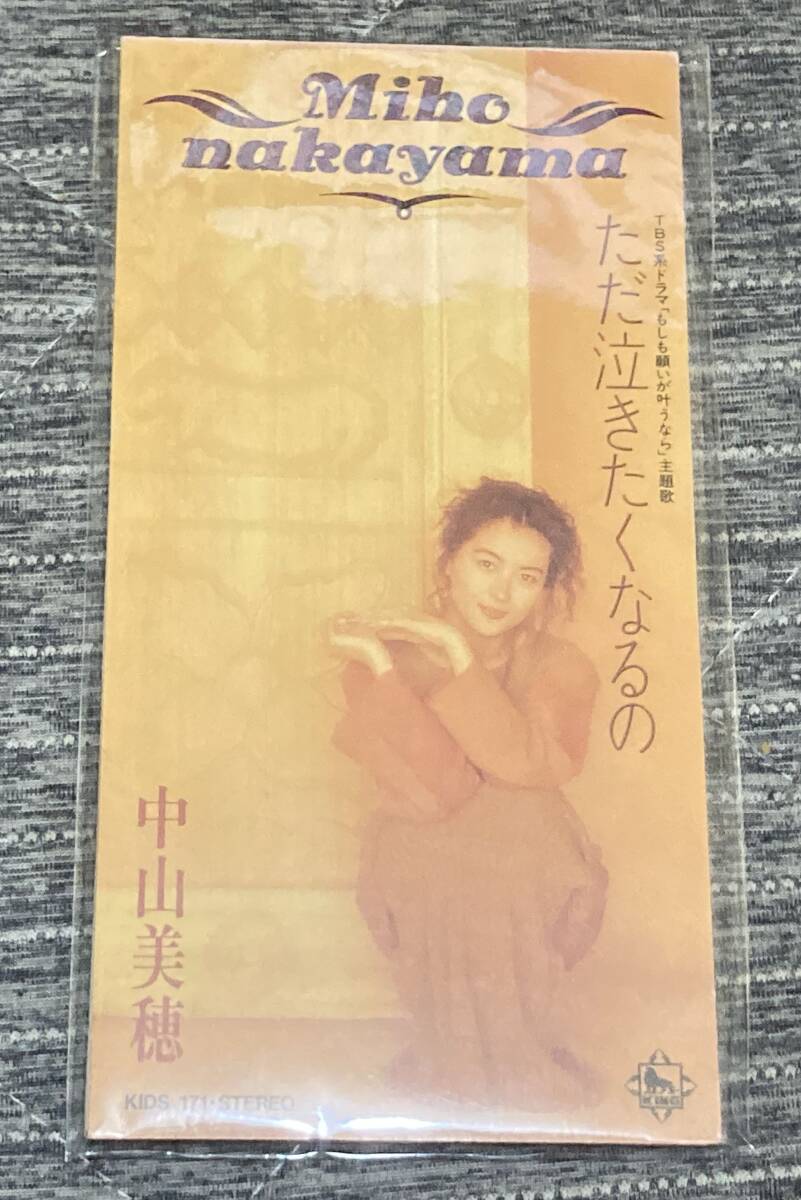 Miho
nakayama
TBS系ドラマ「もしも願いが叶うなら」主題歌
ただ泣きたくなるの
中山美穂
KIDS 171・STEREO
KING